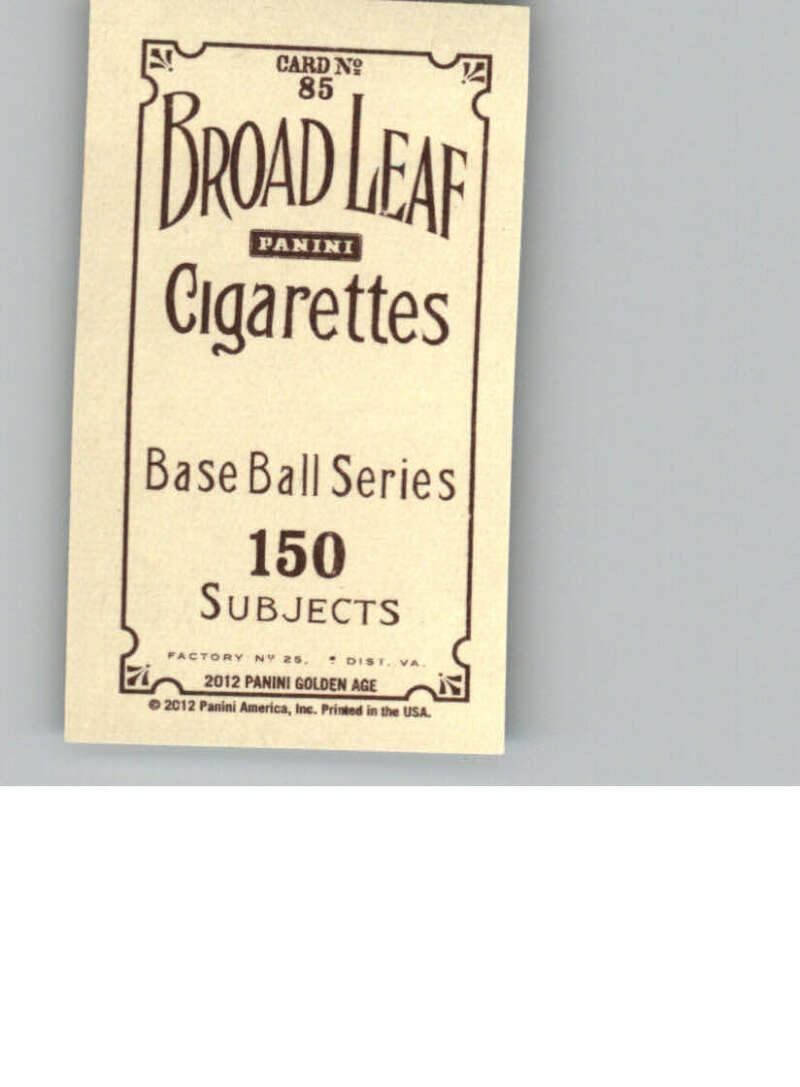 CARD Nº
85
BROAD LEAF
PANINI
Cigarettes
Base Ball Series
150
SUBJECTS
FACTORY Nº 25, DIST. VA.
2012 PANINI GOLDEN AGE
© 2012 Panini America, Inc. Printed in the USA.